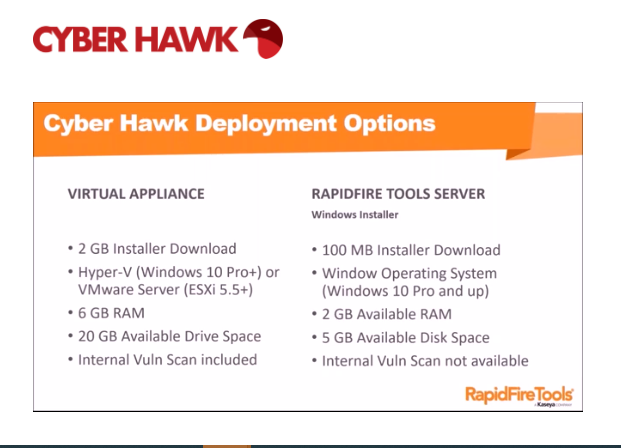 CYBER HAWK
Cyber Hawk Deployment Options
VIRTUAL APPLIANCE
• 2 GB Installer Download
• Hyper-V (Windows 10 Pro+) or
VMware Server (ESXi 5.5+)
• 6 GB RAM
• 20 GB Available Drive Space
• Internal Vuln Scan included
RAPIDFIRE TOOLS SERVER
Windows Installer
• 100 MB Installer Download
• Window Operating System
(Windows 10 Pro and up)
• 2 GB Available RAM
• 5 GB Available Disk Space
• Internal Vuln Scan not available
RapidFireTools
Kaseya